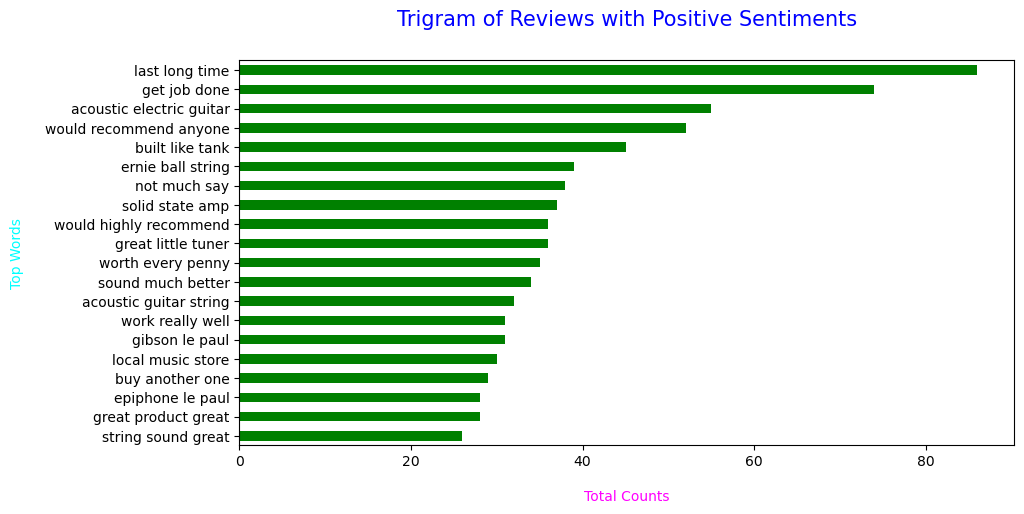 Trigram of Reviews with Positive Sentiments
Top Words
last long time
get job done
acoustic electric guitar
would recommend anyone
built like tank
ernie ball string
not much say
solid state amp
would highly recommend
great little tuner
worth every penny
sound much better
acoustic guitar string
work really well
gibson le paul
local music store
buy another one
epiphone le paul
great product great
string sound great
0 20 40 60 80
Total Counts